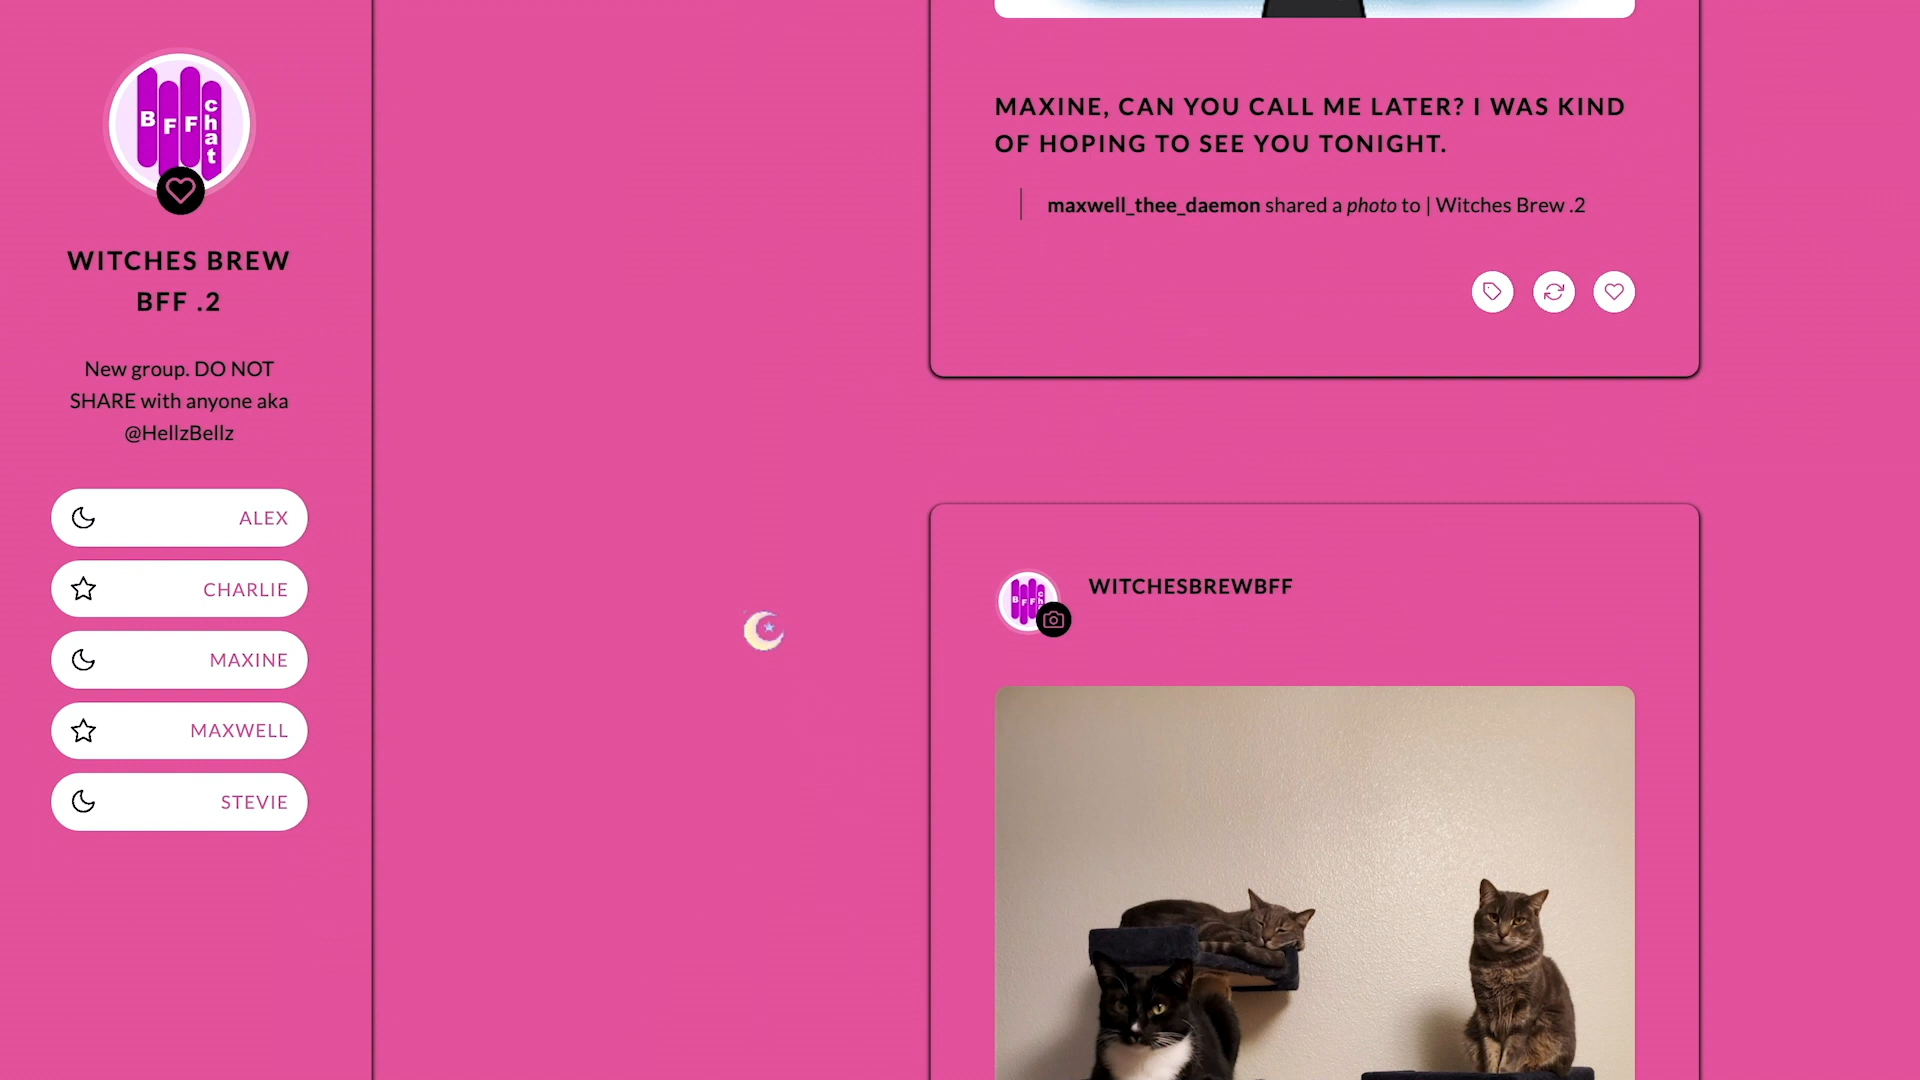 B F F chat
WITCHES BREW
BFF .2
New group. DO NOT
SHARE with anyone aka
@HellzBellz
ALEX
CHARLIE
MAXINE
MAXWELL
STEVIE
MAXINE, CAN YOU CALL ME LATER? I WAS KIND
OF HOPING TO SEE YOU TONIGHT.
maxwell_thee_daemon shared a photo to | Witches Brew .2
WITCHESBREWBFF